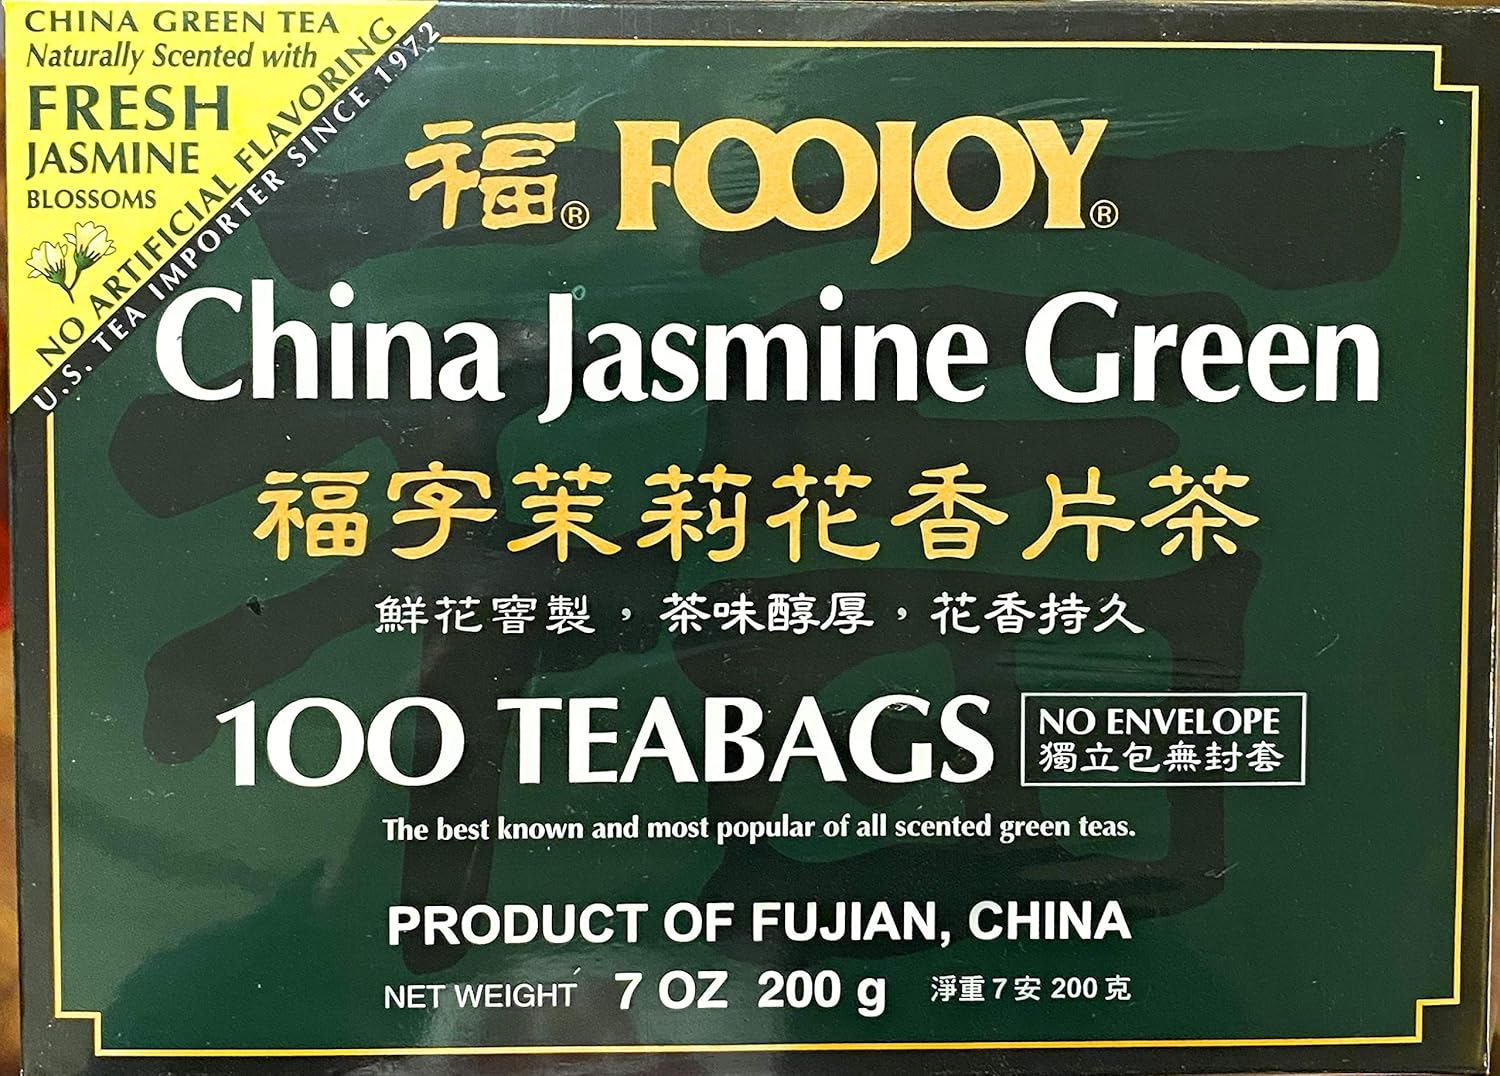 CHINA GREEN TEA
Naturally Scented with
FRESH
JASMINE
BLOSSOMS
NO ARTIFICIAL FLAVORING
U.S. TEA IMPORTER SINCE 1972
福® FOOJOY®
China Jasmine Green
福字茉莉花香片茶
鮮花窨製，茶味醇厚，花香持久
100 TEABAGS
NO ENVELOPE
獨立包無封套
The best known and most popular of all scented green teas.
PRODUCT OF FUJIAN, CHINA
NET WEIGHT 7 OZ 200 g 淨重 7 安 200 克